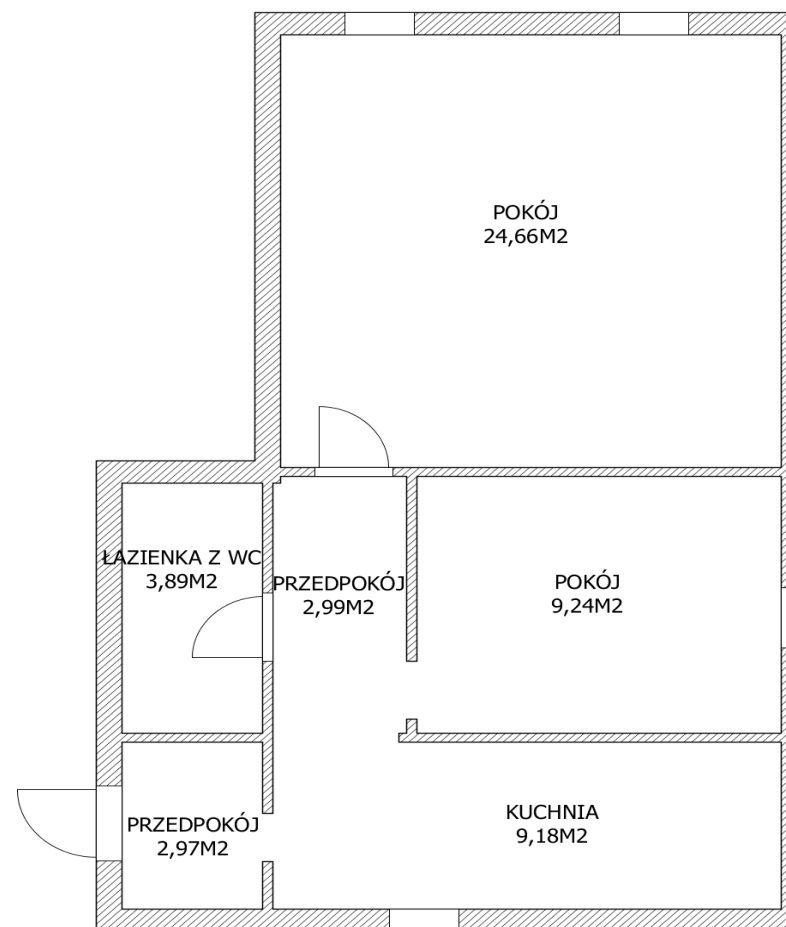 POKÓJ
24,66M2
ŁAZIENKA Z WC
3,89M2
PRZEDPOKÓJ
2,99M2
POKÓJ
9,24M2
PRZEDPOKÓJ
2,97M2
KUCHNIA
9,18M2